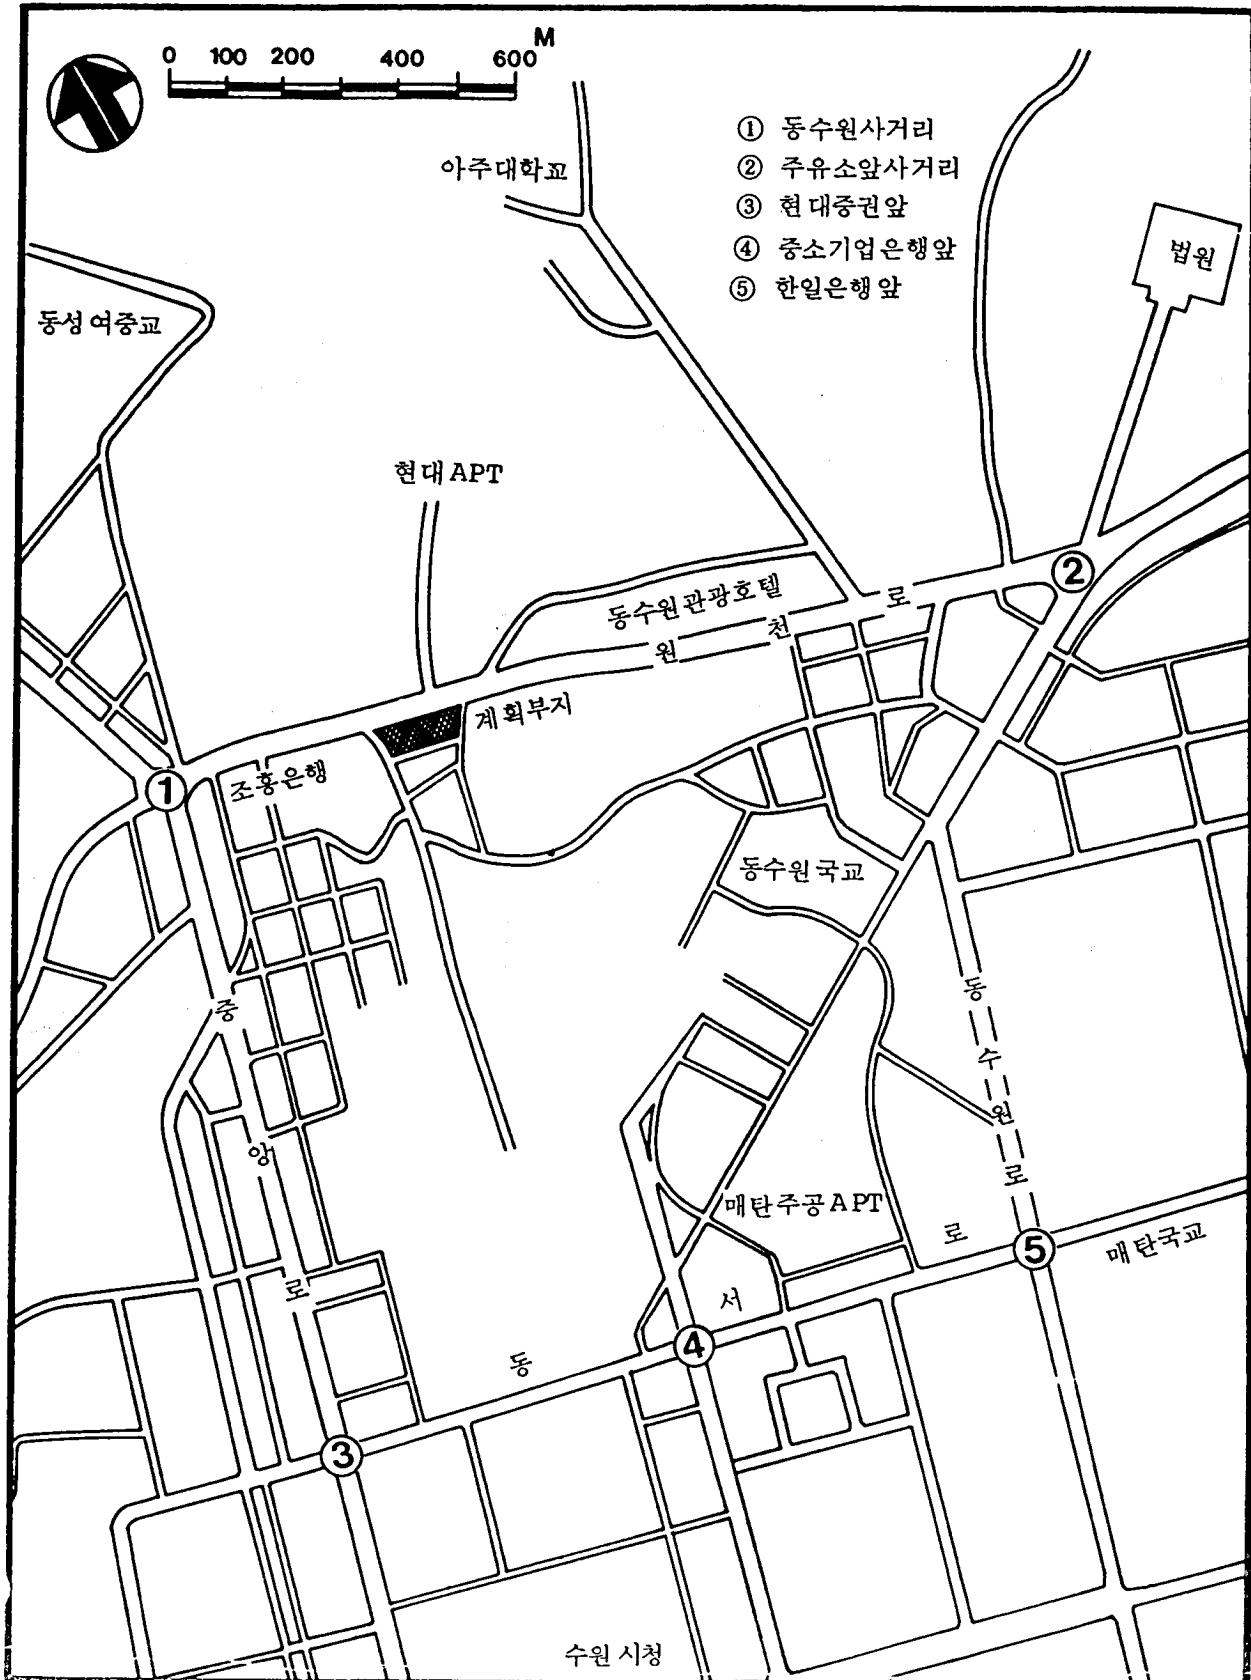 M
0 100 200 400 600
① 동수원사거리
② 주유소앞사거리
③ 현대증권앞
④ 중소기업은행앞
⑤ 한일은행앞
아주대학교
법원
동성여중교
현대APT
동수원관광호텔
원천로
②
계획부지
①
조흥은행
동수원국교
중앙로
동수원로
매탄주공APT
동서로
⑤
매탄국교
④
③
수원시청